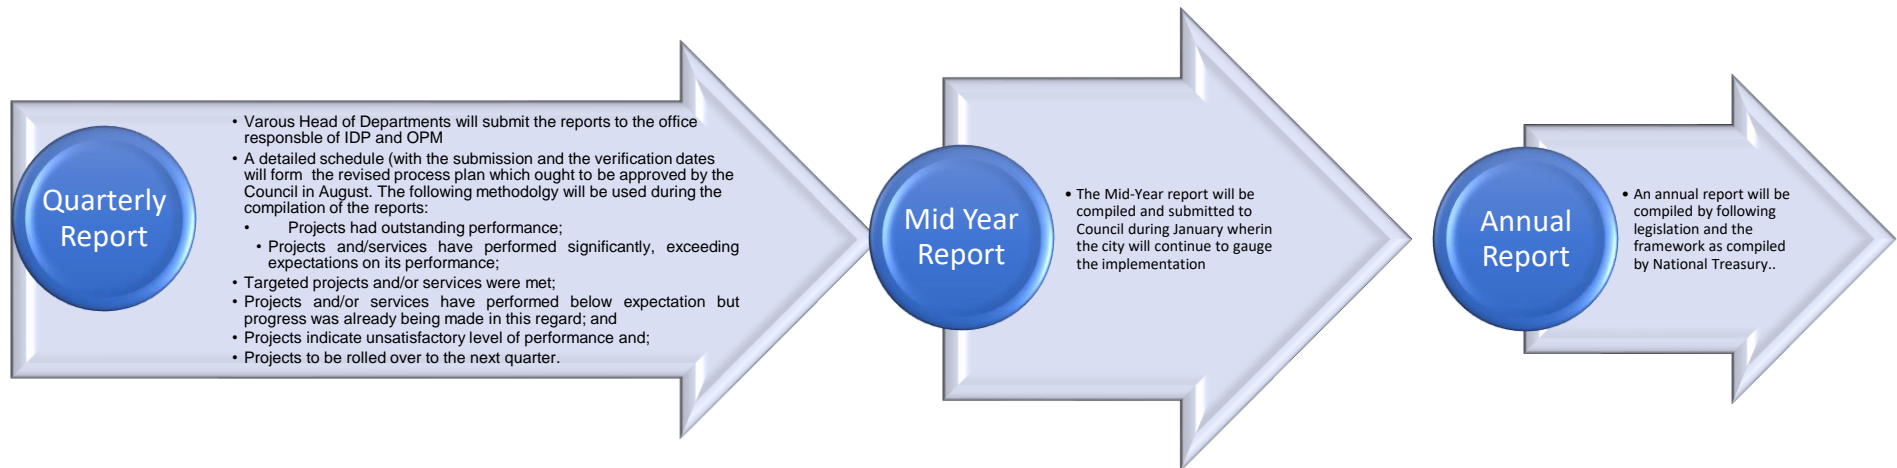 Quarterly
Report
• Varous Head of Departments will submit the reports to the office
responsble of IDP and OPM
• A detailed schedule (with the submission and the verification dates
will form the revised process plan which ought to be approved by the
Council in August. The following methodolgy will be used during the
compilation of the reports:
• Projects had outstanding performance;
• Projects and/services have performed significantly, exceeding
expectations on its performance;
• Targeted projects and/or services were met;
• Projects and/or services have performed below expectation but
progress was already being made in this regard; and
• Projects indicate unsatisfactory level of performance and;
• Projects to be rolled over to the next quarter.
Mid Year
Report
• The Mid-Year report will be
compiled and submitted to
Council during January wherin
the city will continue to gauge
the implementation
Annual
Report
• An annual report will be
compiled by following
legislation and the
framework as compiled
by National Treasury..